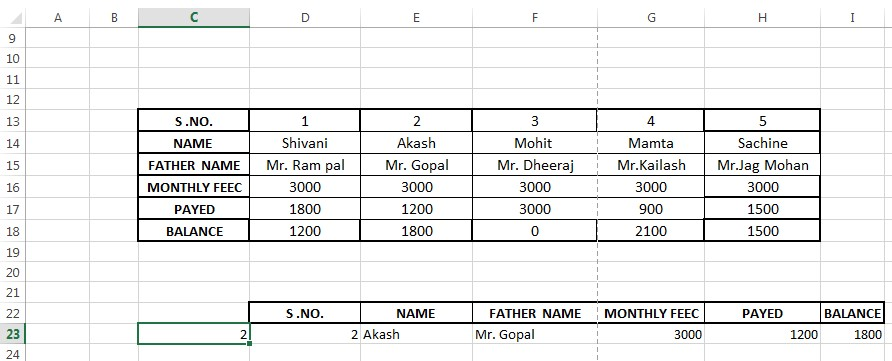 A B C D E F G H I
9
10
11
12
13 S.NO. 1 2 3 4 5
14 NAME Shivani Akash Mohit Mamta Sachine
15 FATHER NAME Mr. Ram pal Mr. Gopal Mr. Dheeraj Mr.Kailash Mr.Jag Mohan
16 MONTHLY FEEC 3000 3000 3000 3000 3000
17 PAYED 1800 1200 3000 900 1500
18 BALANCE 1200 1800 0 2100 1500
19
20
21
22 S.NO. NAME FATHER NAME MONTHLY FEEC PAYED BALANCE
23 2 2 Akash Mr. Gopal 3000 1200 1800
24